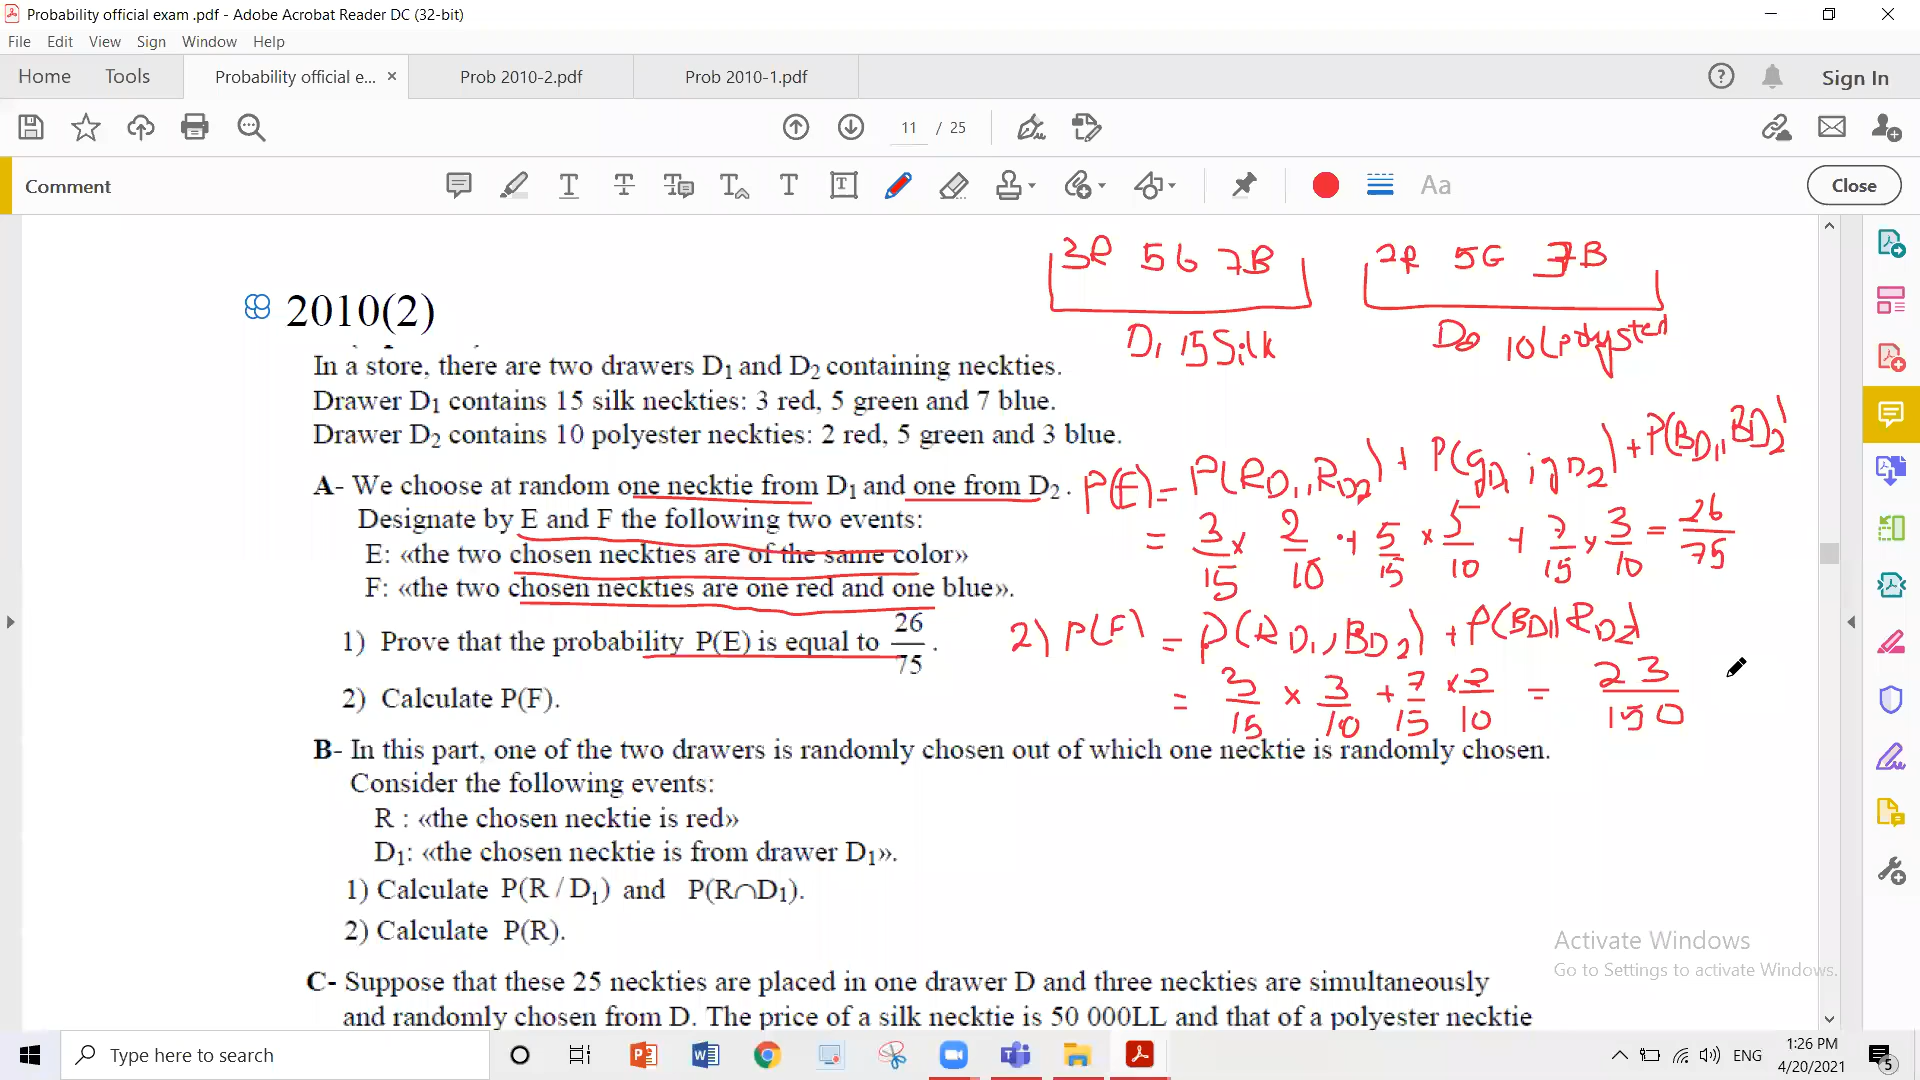 Probability official exam .pdf - Adobe Acrobat Reader DC (32-bit)
File Edit View Sign Window Help
Home Tools Probability official e... × Prob 2010-2.pdf Prob 2010-1.pdf Sign In
11 / 25
Comment Aa Close
3R 5G 7B 2R 5G 7B
D1 15 Silk
2010(2)
In a store, there are two drawers D1 and D2 containing neckties.
Drawer D1 contains 15 silk neckties: 3 red, 5 green and 7 blue.
Drawer D2 contains 10 polyester neckties: 2 red, 5 green and 3 blue.
A- We choose at random one necktie from D1 and one from D2.
Designate by E and F the following two events:
E: «the two chosen neckties are of the same color»
F: «the two chosen neckties are one red and one blue».
1) Prove that the probability P(E) is equal to 26/75.
2) Calculate P(F).
P(E) = P(RD1, RD2) + P(gD1 ; gD2) + P(BD1, BD2)
= 3/15 × 2/10 + 5/15 × 5/10 + 7/15 × 3/10 = 26/75
2) P(F) = P(RD1, BD2) + P(BD1, RD2)
= 3/15 × 3/10 + 7/15 × 2/10 = 23/150
B- In this part, one of the two drawers is randomly chosen out of which one necktie is randomly chosen.
Consider the following events:
R : «the chosen necktie is red»
D1: «the chosen necktie is from drawer D1».
1) Calculate P(R / D1) and P(R∩D1).
2) Calculate P(R).
C- Suppose that these 25 neckties are placed in one drawer D and three neckties are simultaneously
and randomly chosen from D. The price of a silk necktie is 50 000LL and that of a polyester necktie
Activate Windows
Go to Settings to activate Windows.
Type here to search
ENG
1:26 PM
4/20/2021
5